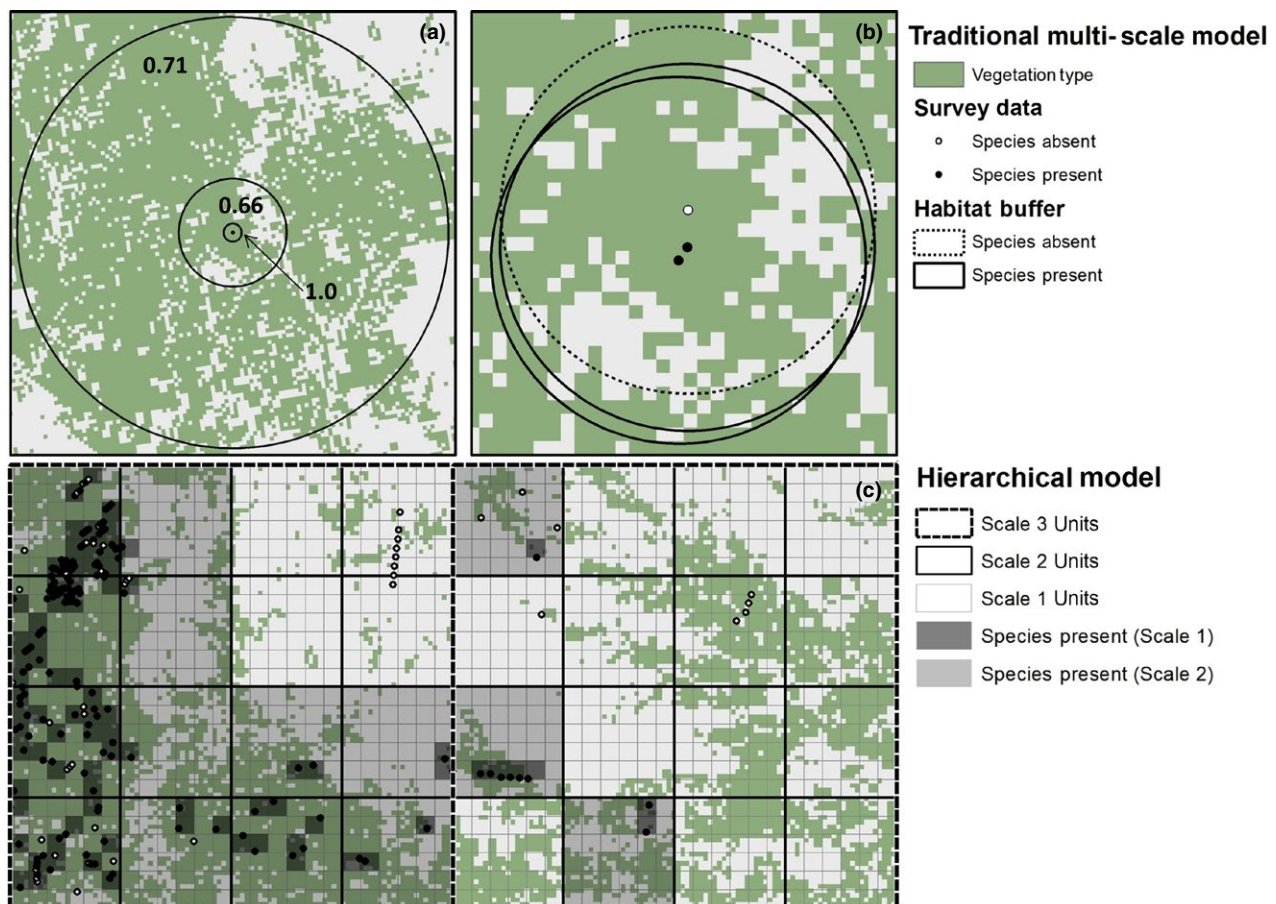 (a)
0.71
0.66
1.0
(b)
Traditional multi-scale model
Vegetation type
Survey data
Species absent
Species present
Habitat buffer
Species absent
Species present
(c)
Hierarchical model
Scale 3 Units
Scale 2 Units
Scale 1 Units
Species present (Scale 1)
Species present (Scale 2)